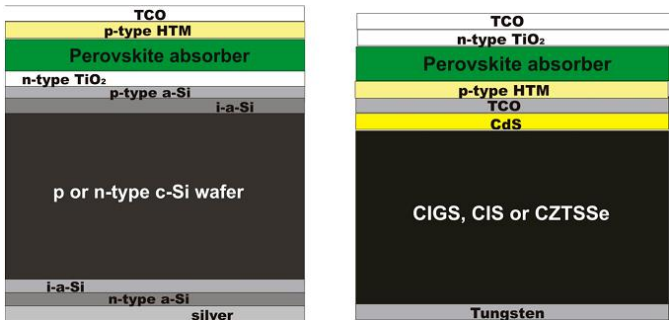 TCO
p-type HTM
Perovskite absorber
n-type TiO₂
p-type a-Si
i-a-Si
p or n-type c-Si wafer
i-a-Si
n-type a-Si
silver
TCO
n-type TiO₂
Perovskite absorber
p-type HTM
TCO
CdS
CIGS, CIS or CZTSSe
Tungsten